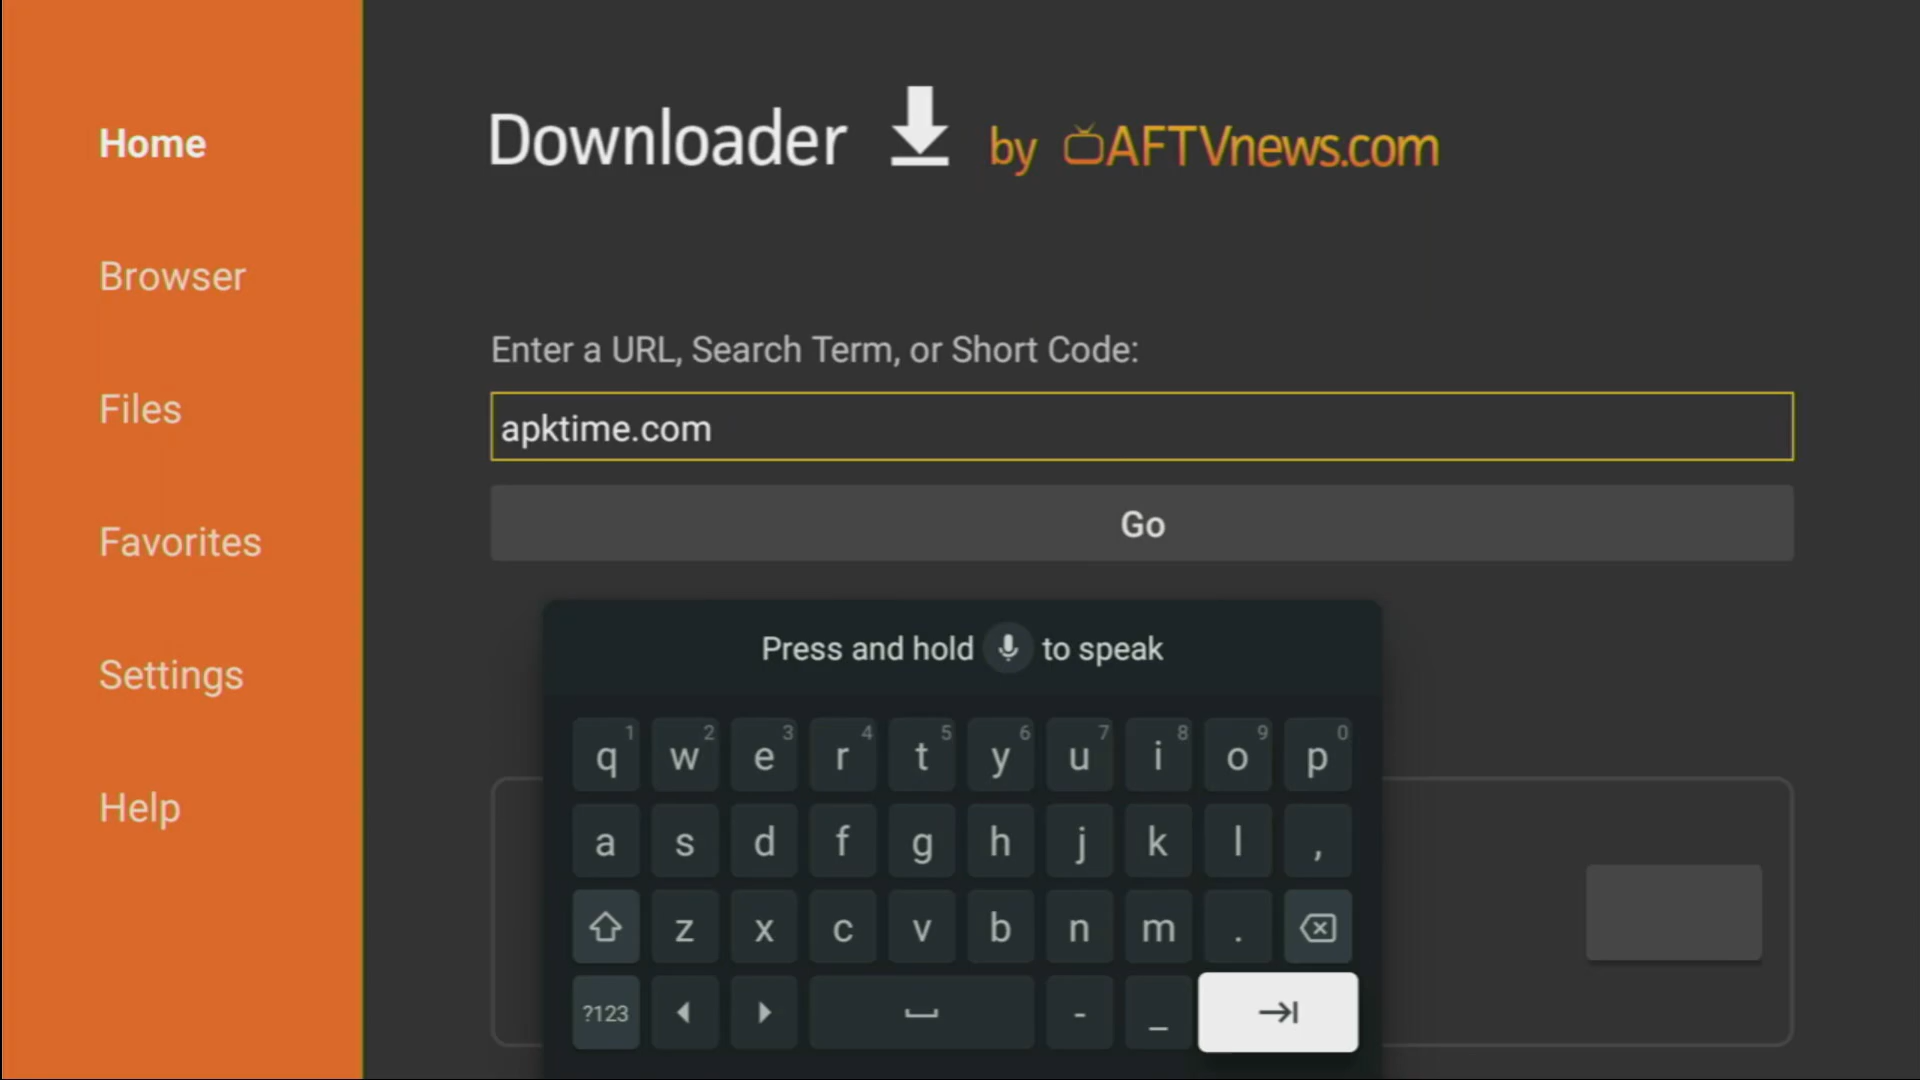 Home
Browser
Files
Favorites
Settings
Help
Downloader by AFTVnews.com
Enter a URL, Search Term, or Short Code:
apktime.com
Go
Press and hold to speak
1 2 3 4 5 6 7 8 9 0
q w e r t y u i o p
a s d f g h j k l ,
z x c v b n m .
?123 - _